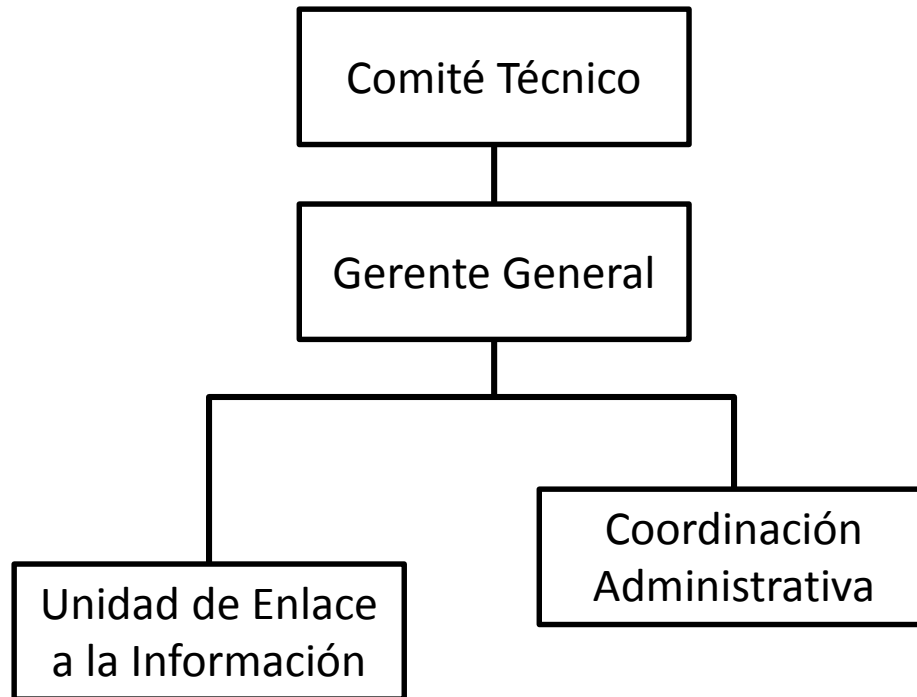 Comité Técnico
Gerente General
Coordinación
Administrativa
Unidad de Enlace
a la Información